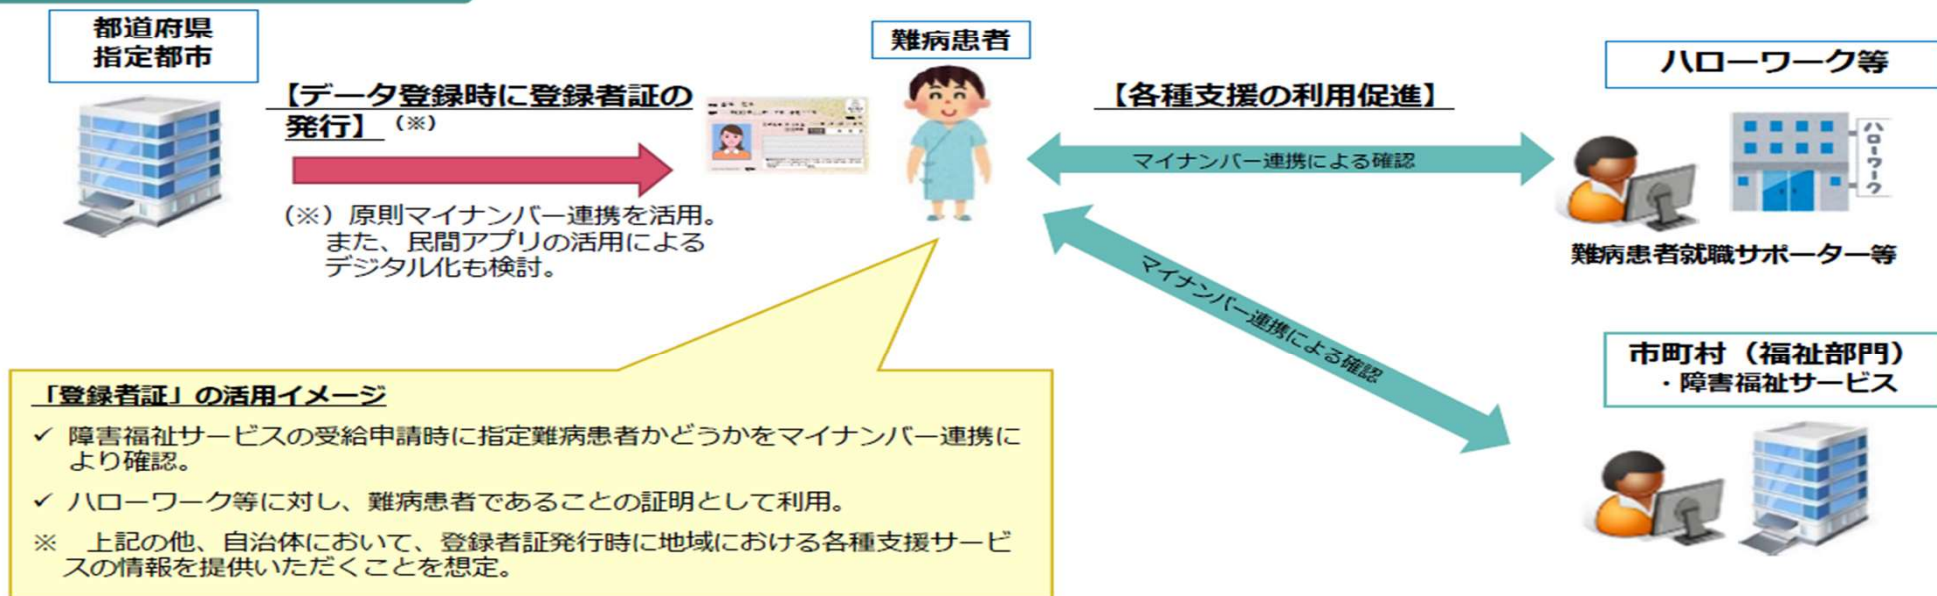 都道府県
指定都市
【データ登録時に登録者証の
発行】（※）
（※）原則マイナンバー連携を活用。
また、民間アプリの活用による
デジタル化も検討。
難病患者
【各種支援の利用促進】
マイナンバー連携による確認
ハローワーク等
ハローワーク
難病患者就職サポーター等
マイナンバー連携による確認
市町村（福祉部門）
・障害福祉サービス
「登録者証」の活用イメージ
✓ 障害福祉サービスの受給申請時に指定難病患者かどうかをマイナンバー連携に
より確認。
✓ ハローワーク等に対し、難病患者であることの証明として利用。
※　上記の他、自治体において、登録者証発行時に地域における各種支援サービ
スの情報を提供いただくことを想定。